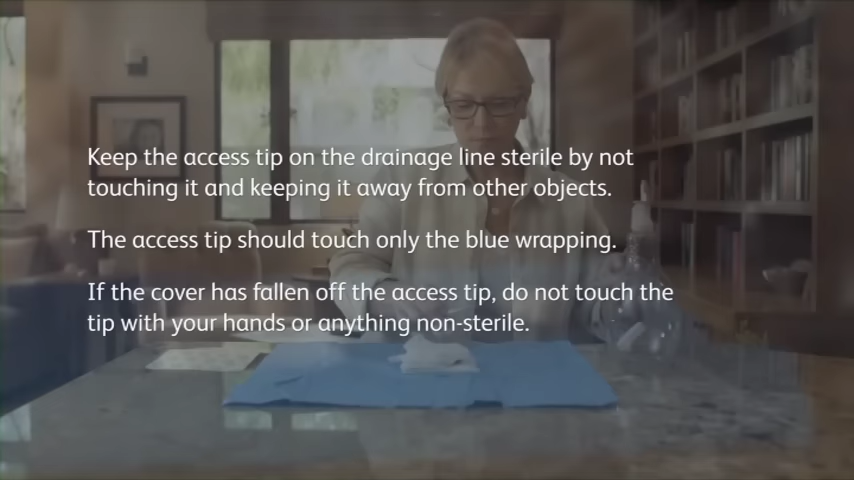 Keep the access tip on the drainage line sterile by not
touching it and keeping it away from other objects.
The access tip should touch only the blue wrapping.
If the cover has fallen off the access tip, do not touch the
tip with your hands or anything non-sterile.